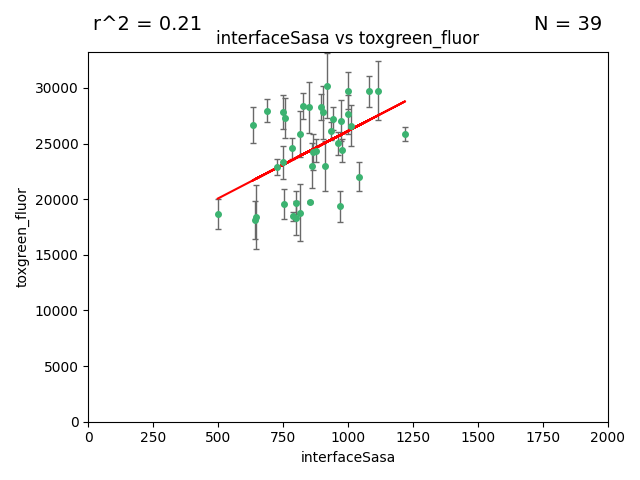 r^2 = 0.21
N = 39
interfaceSasa vs toxgreen_fluor
30000
25000
20000
15000
10000
5000
0
toxgreen_fluor
0 250 500 750 1000 1250 1500 1750 2000
interfaceSasa